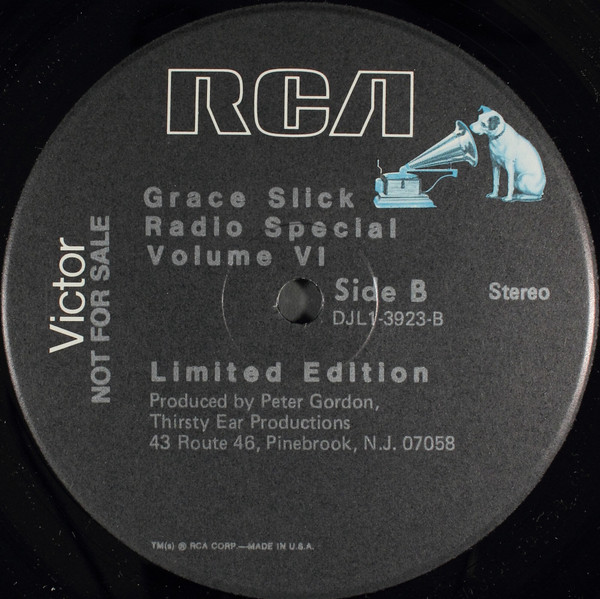 RCA
Grace Slick
Radio Special
Volume VI
Victor
NOT FOR SALE
Side B
Stereo
DJL1-3923-B
Limited Edition
Produced by Peter Gordon,
Thirsty Ear Productions
43 Route 46, Pinebrook, N.J. 07058
TM(s) ® RCA CORP.—MADE IN U.S.A.